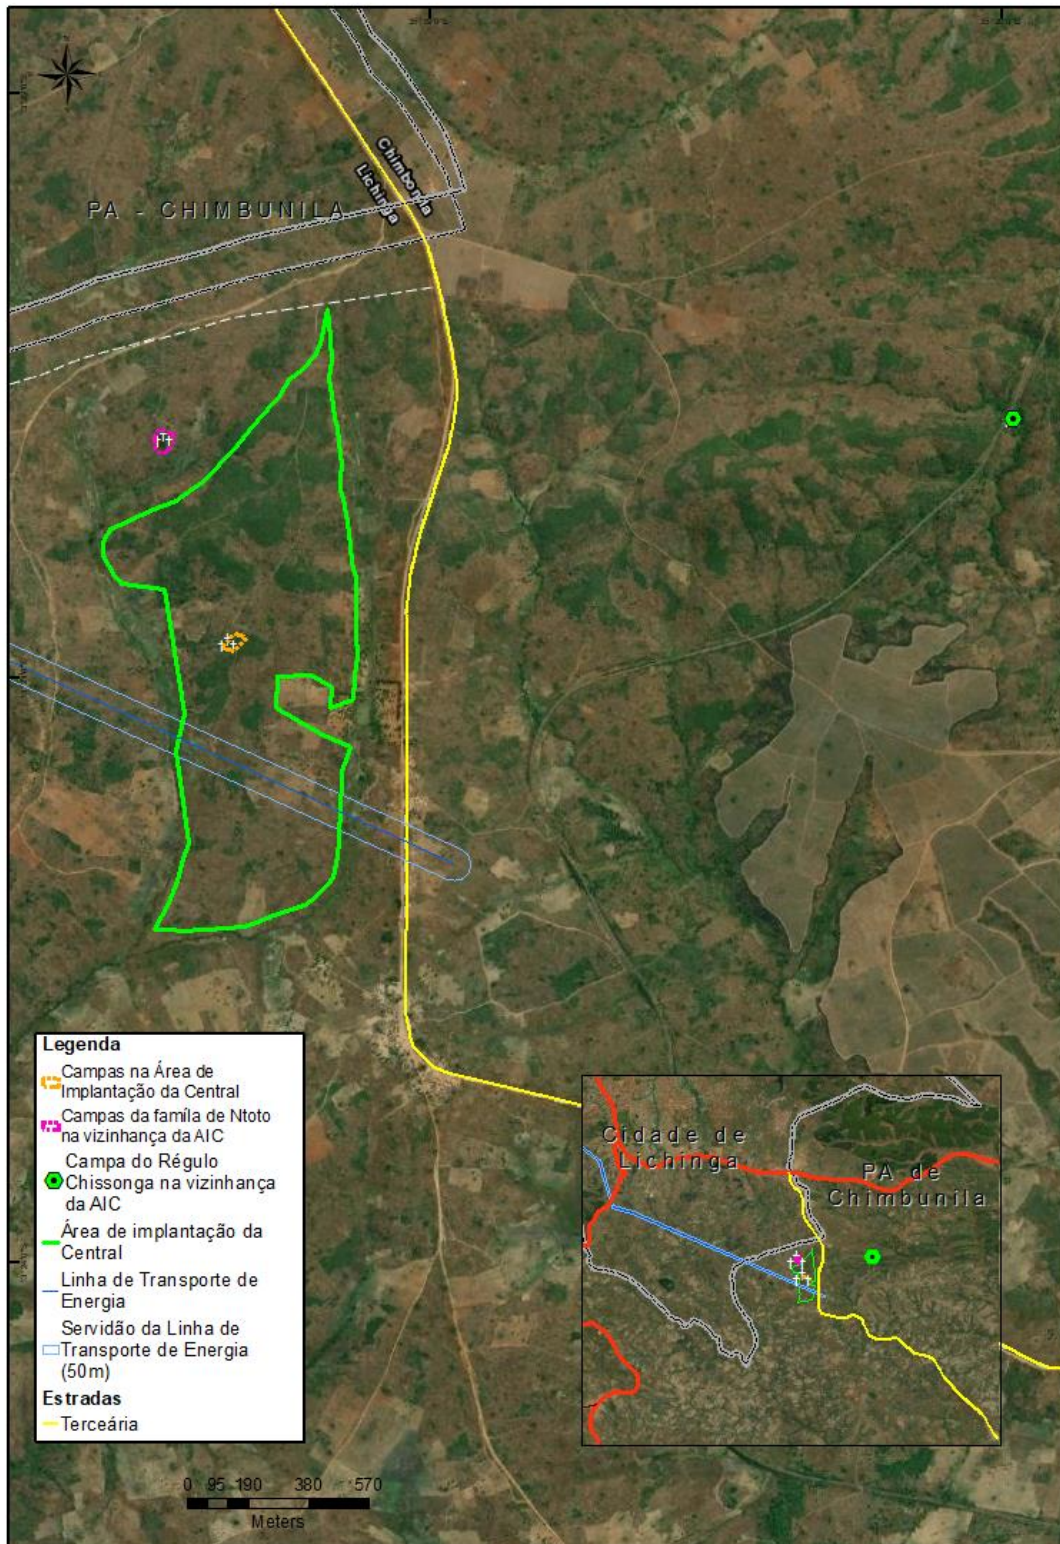 Chimbonila
Lichinga
PA - CHIMBUNILA
Legenda
Campas na Área de
Implantação da Central
Campas da famíla de Ntoto
na vizinhança da AIC
Campa do Régulo
Chissonga na vizinhança
da AIC
Área de implantação da
Central
Linha de Transporte de
Energia
Servidão da Linha de
Transporte de Energia
(50m)
Estradas
Terceária
Cidade de
Lichinga
PA de
Chimbunila
0 95 190 380 570
Meters